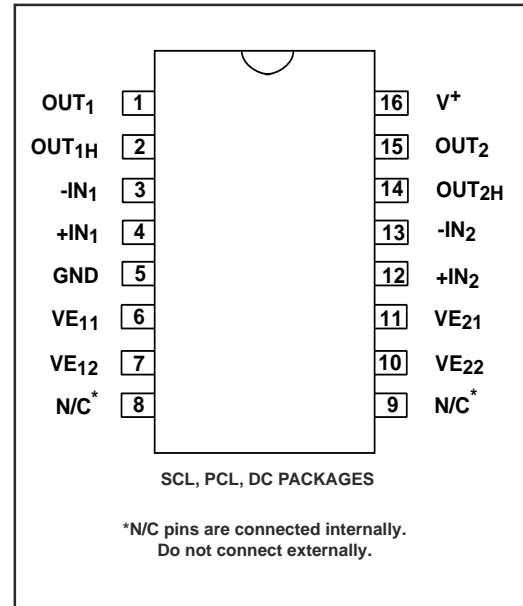 OUT1 1 16 V+
OUT1H 2 15 OUT2
-IN1 3 14 OUT2H
+IN1 4 13 -IN2
GND 5 12 +IN2
VE11 6 11 VE21
VE12 7 10 VE22
N/C* 8 9 N/C*
SCL, PCL, DC PACKAGES
*N/C pins are connected internally.
Do not connect externally.